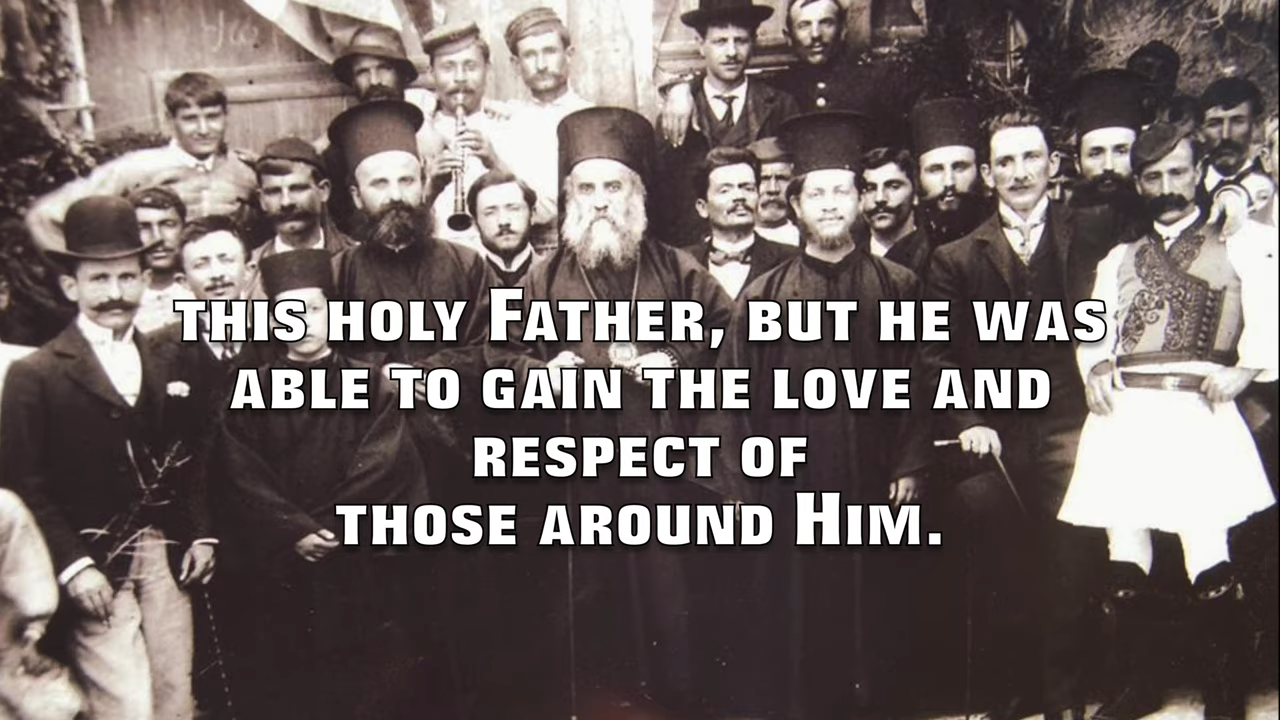 this holy Father, but he was
able to gain the love and
respect of
those around Him.